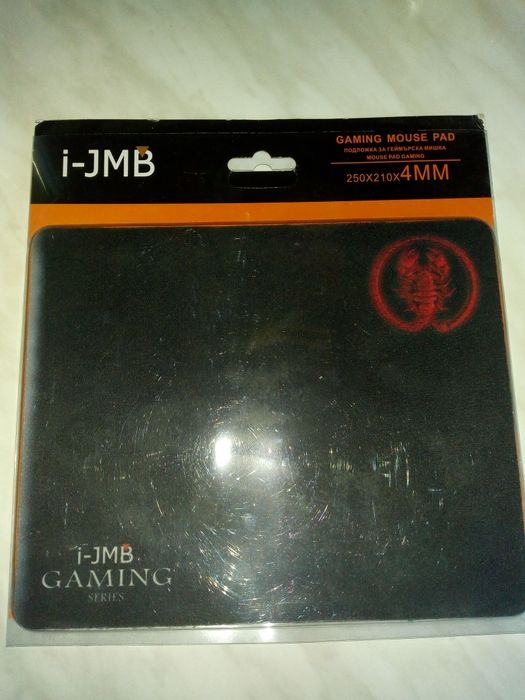 i-JMB
GAMING MOUSE PAD
ПОДЛОЖКА ЗА ГЕЙМЪРСКА МИШКА
MOUSE PAD GAMING
250X210X4MM
i-JMB
GAMING
SERIES